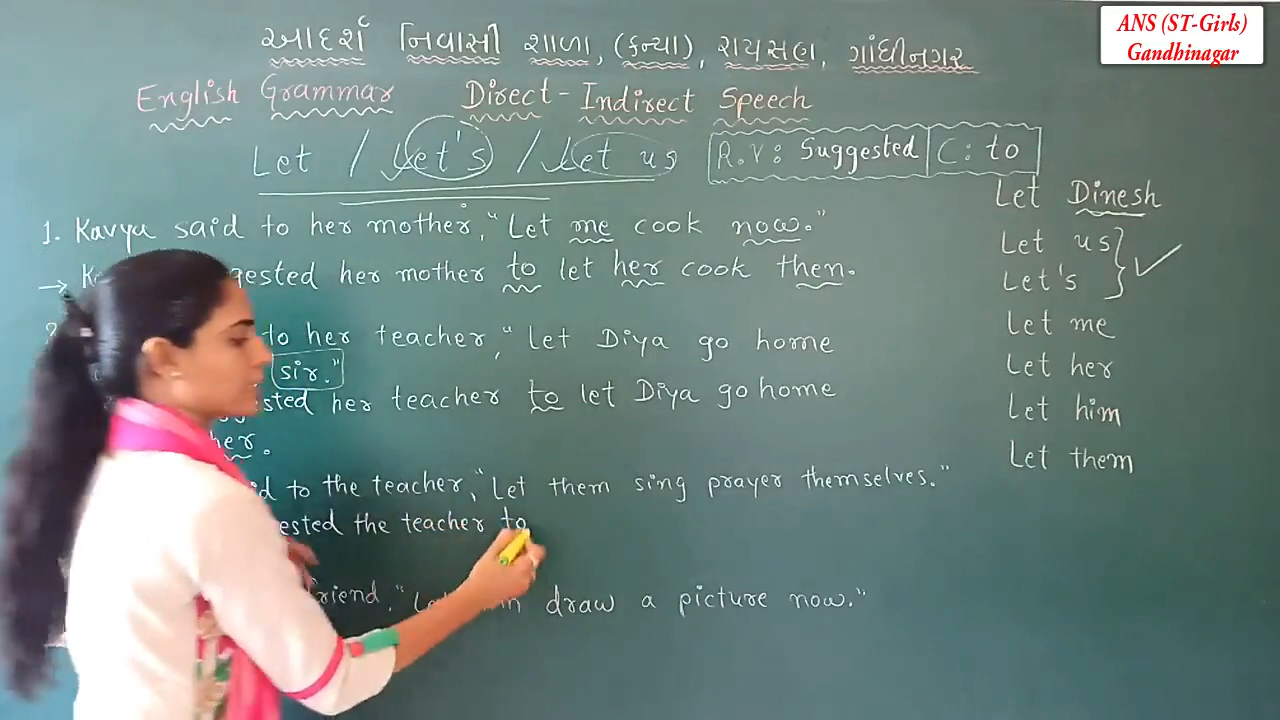 ANS (ST-Girls)
Gandhinagar
આદર્શ નિવાસી શાળા, (કન્યા), રાયસણ, ગાંધીનગર
English Grammar Direct-Indirect Speech
Let / Let's / Let us R.V: Suggested C: to
1. Kavya said to her mother, "Let me cook now."
→ gested her mother to let her cook then.
to her teacher, "Let Diya go home
sir."
sted her teacher to let Diya go home
her.
id to the teacher, "Let them sing prayer themselves."
ested the teacher to
friend, draw a picture now."
Let Dinesh
Let us
Let's
Let me
Let her
Let him
Let them